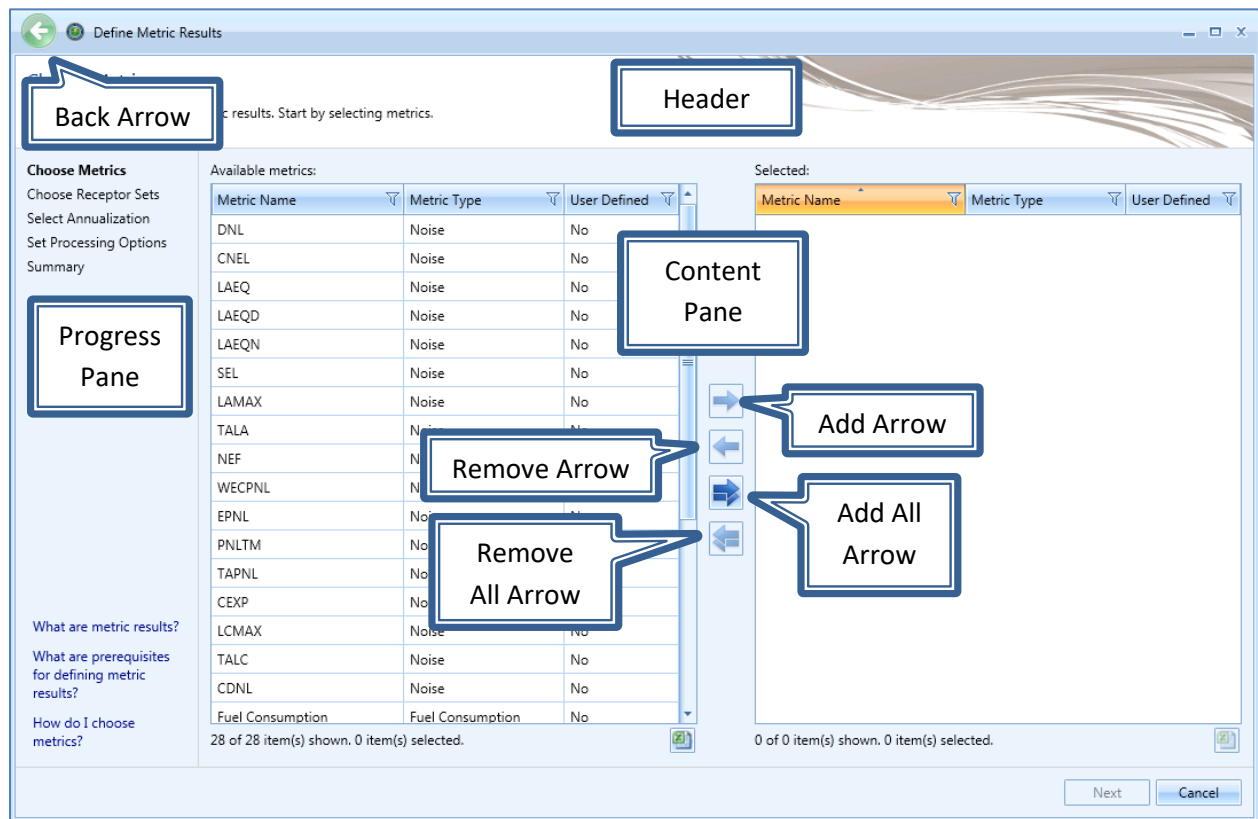 Define Metric Results
Back Arrow
results. Start by selecting metrics.
Header
Choose Metrics
Choose Receptor Sets
Select Annualization
Set Processing Options
Summary
Progress
Pane
What are metric results?
What are prerequisites
for defining metric
results?
How do I choose
metrics?
Available metrics:
Metric Name Metric Type User Defined
DNL Noise No
CNEL Noise No
LAEQ Noise No
LAEQD Noise No
LAEQN Noise No
SEL Noise No
LAMAX Noise No
TALA
NEF
WECPNL
EPNL
PNLTM
TAPNL
CEXP
LCMAX Noise No
TALC Noise No
CDNL Noise No
Fuel Consumption Fuel Consumption No
28 of 28 item(s) shown. 0 item(s) selected.
Content
Pane
Add Arrow
Remove Arrow
Add All
Arrow
Remove
All Arrow
Selected:
Metric Name Metric Type User Defined
0 of 0 item(s) shown. 0 item(s) selected.
Next Cancel